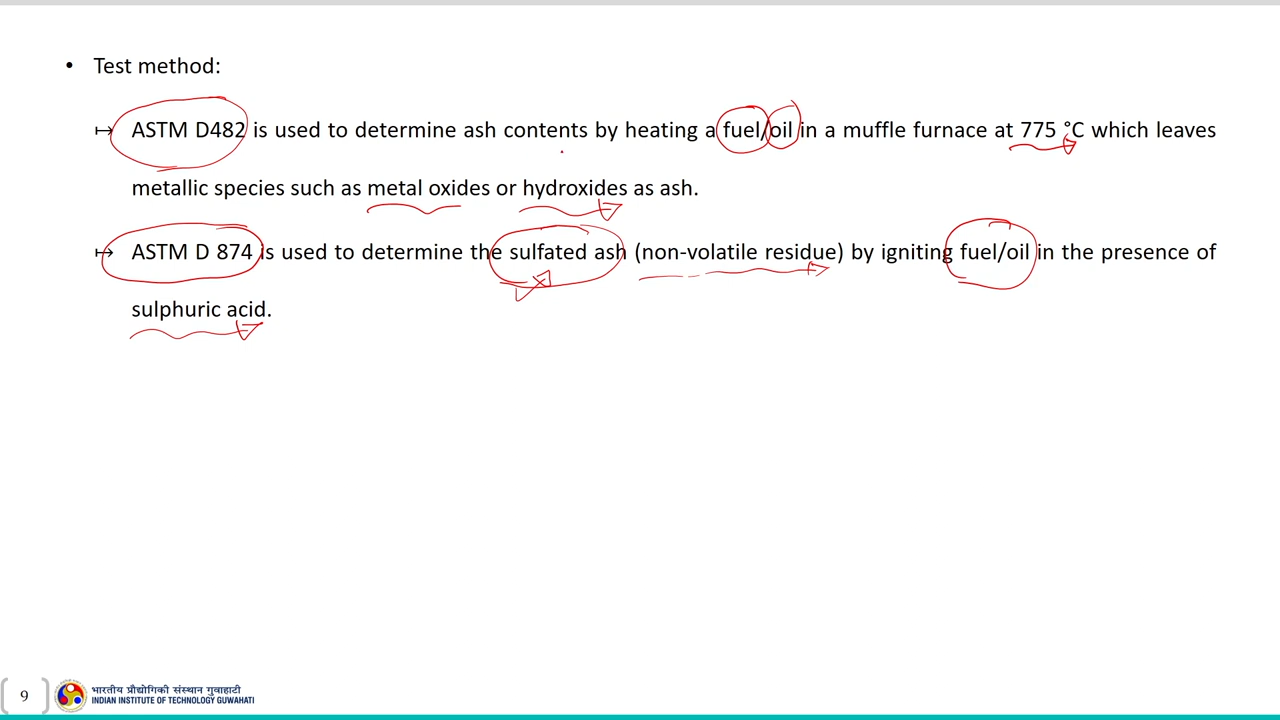 • Test method:
↦ ASTM D482 is used to determine ash contents by heating a fuel/oil in a muffle furnace at 775 °C which leaves
metallic species such as metal oxides or hydroxides as ash.
↦ ASTM D 874 is used to determine the sulfated ash (non-volatile residue) by igniting fuel/oil in the presence of
sulphuric acid.
9
भारतीय प्रौद्योगिकी संस्थान गुवाहाटी
INDIAN INSTITUTE OF TECHNOLOGY GUWAHATI